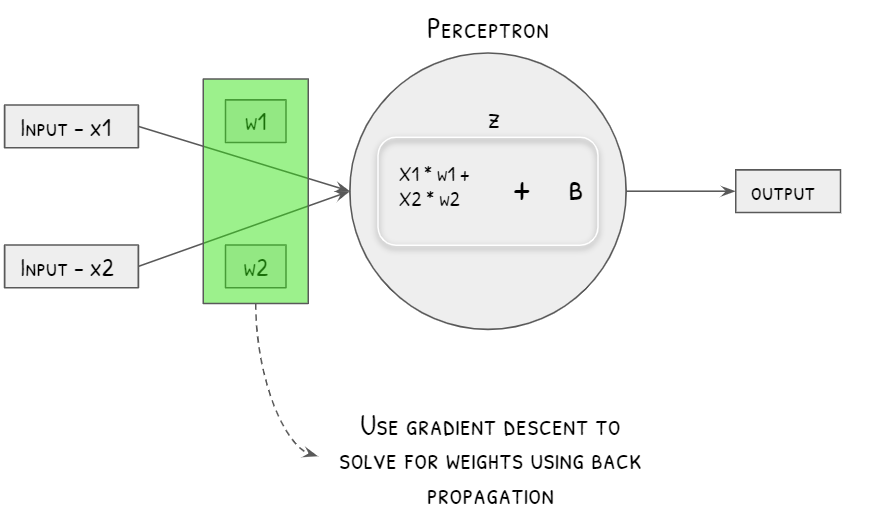 Perceptron
Input - x1
w1
z
X1 * w1 +
X2 * w2
+ B
output
Input - x2
w2
Use gradient descent to
solve for weights using back
propagation